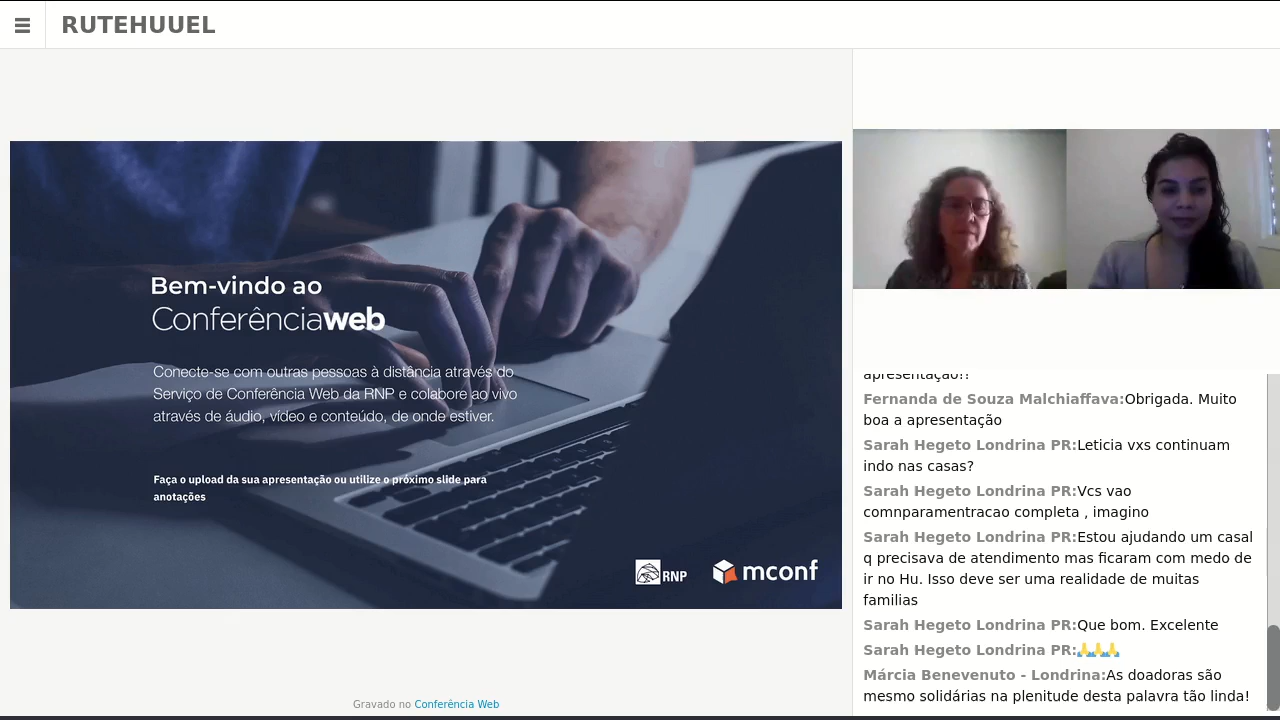 RUTEHUUEL
Bem-vindo ao
Conferênciaweb
Conecte-se com outras pessoas à distância através do
Serviço de Conferência Web da RNP e colabore ao vivo
através de áudio, vídeo e conteúdo, de onde estiver.
Faça o upload da sua apresentação ou utilize o próximo slide para
anotações
RNP
mconf
Gravado no Conferência Web
apresentação!!
Fernanda de Souza Malchiaffava:Obrigada. Muito
boa a apresentação
Sarah Hegeto Londrina PR:Leticia vxs continuam
indo nas casas?
Sarah Hegeto Londrina PR:Vcs vao
comnparamentracao completa , imagino
Sarah Hegeto Londrina PR:Estou ajudando um casal
q precisava de atendimento mas ficaram com medo de
ir no Hu. Isso deve ser uma realidade de muitas
familias
Sarah Hegeto Londrina PR:Que bom. Excelente
Sarah Hegeto Londrina PR:🙏🙏🙏
Márcia Benevenuto - Londrina:As doadoras são
mesmo solidárias na plenitude desta palavra tão linda!